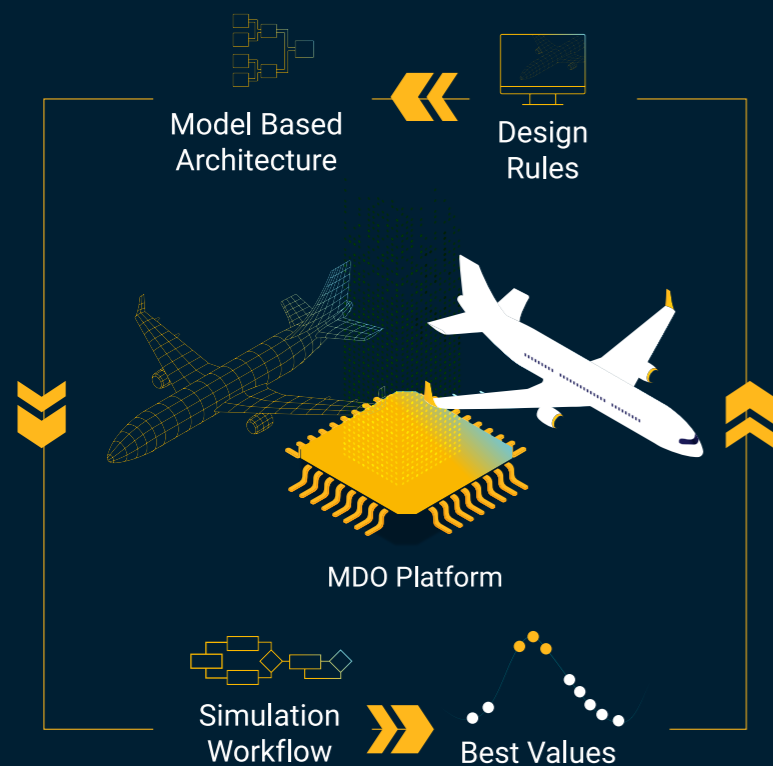 Model Based
Architecture
Design
Rules
MDO Platform
Simulation
Workflow
Best Values